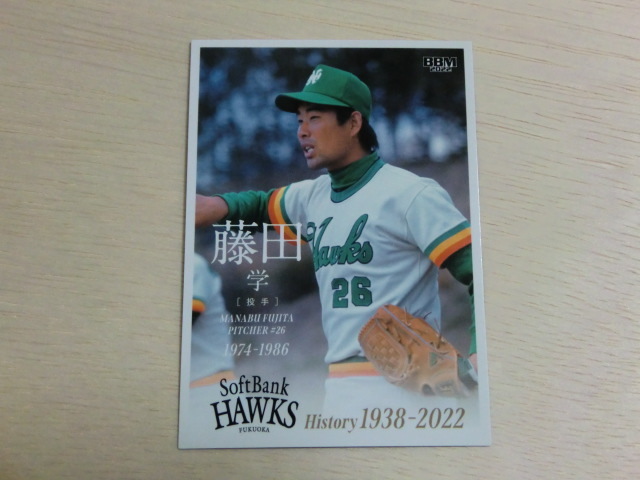 BBM
2022
NH
Hawks
26
藤田
学
[投手]
MANABU FUJITA
PITCHER #26
1974-1986
SoftBank
HAWKS
FUKUOKA
History 1938-2022